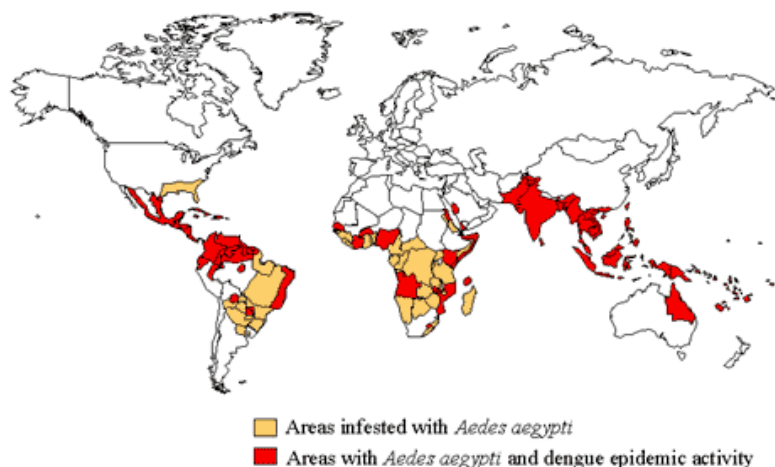 Areas infested with Aedes aegypti
Areas with Aedes aegypti and dengue epidemic activity